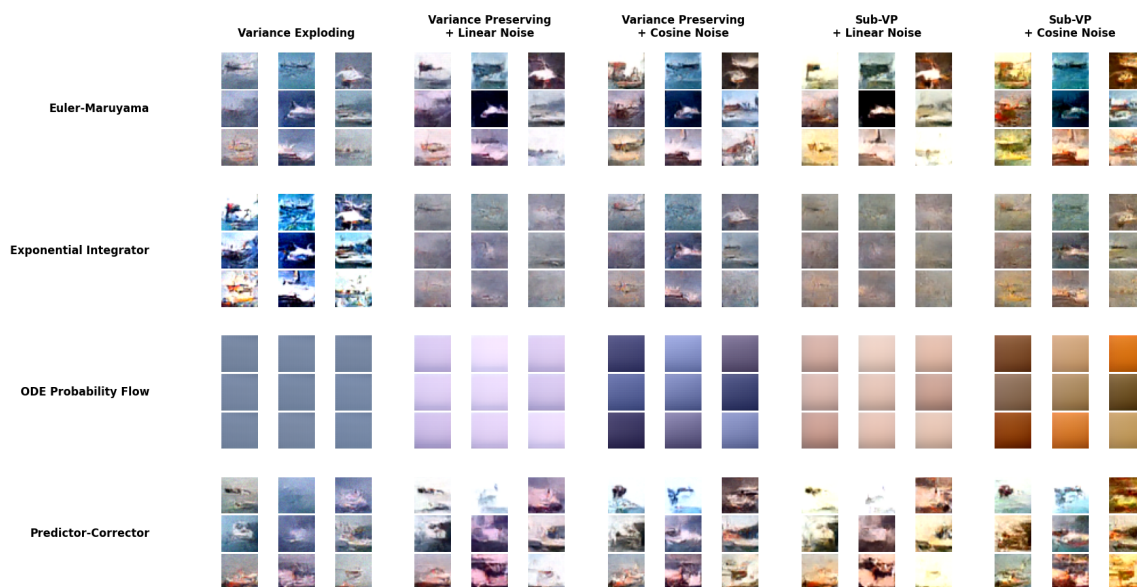 Variance Exploding
Variance Preserving
+ Linear Noise
Variance Preserving
+ Cosine Noise
Sub-VP
+ Linear Noise
Sub-VP
+ Cosine Noise
Euler-Maruyama
Exponential Integrator
ODE Probability Flow
Predictor-Corrector